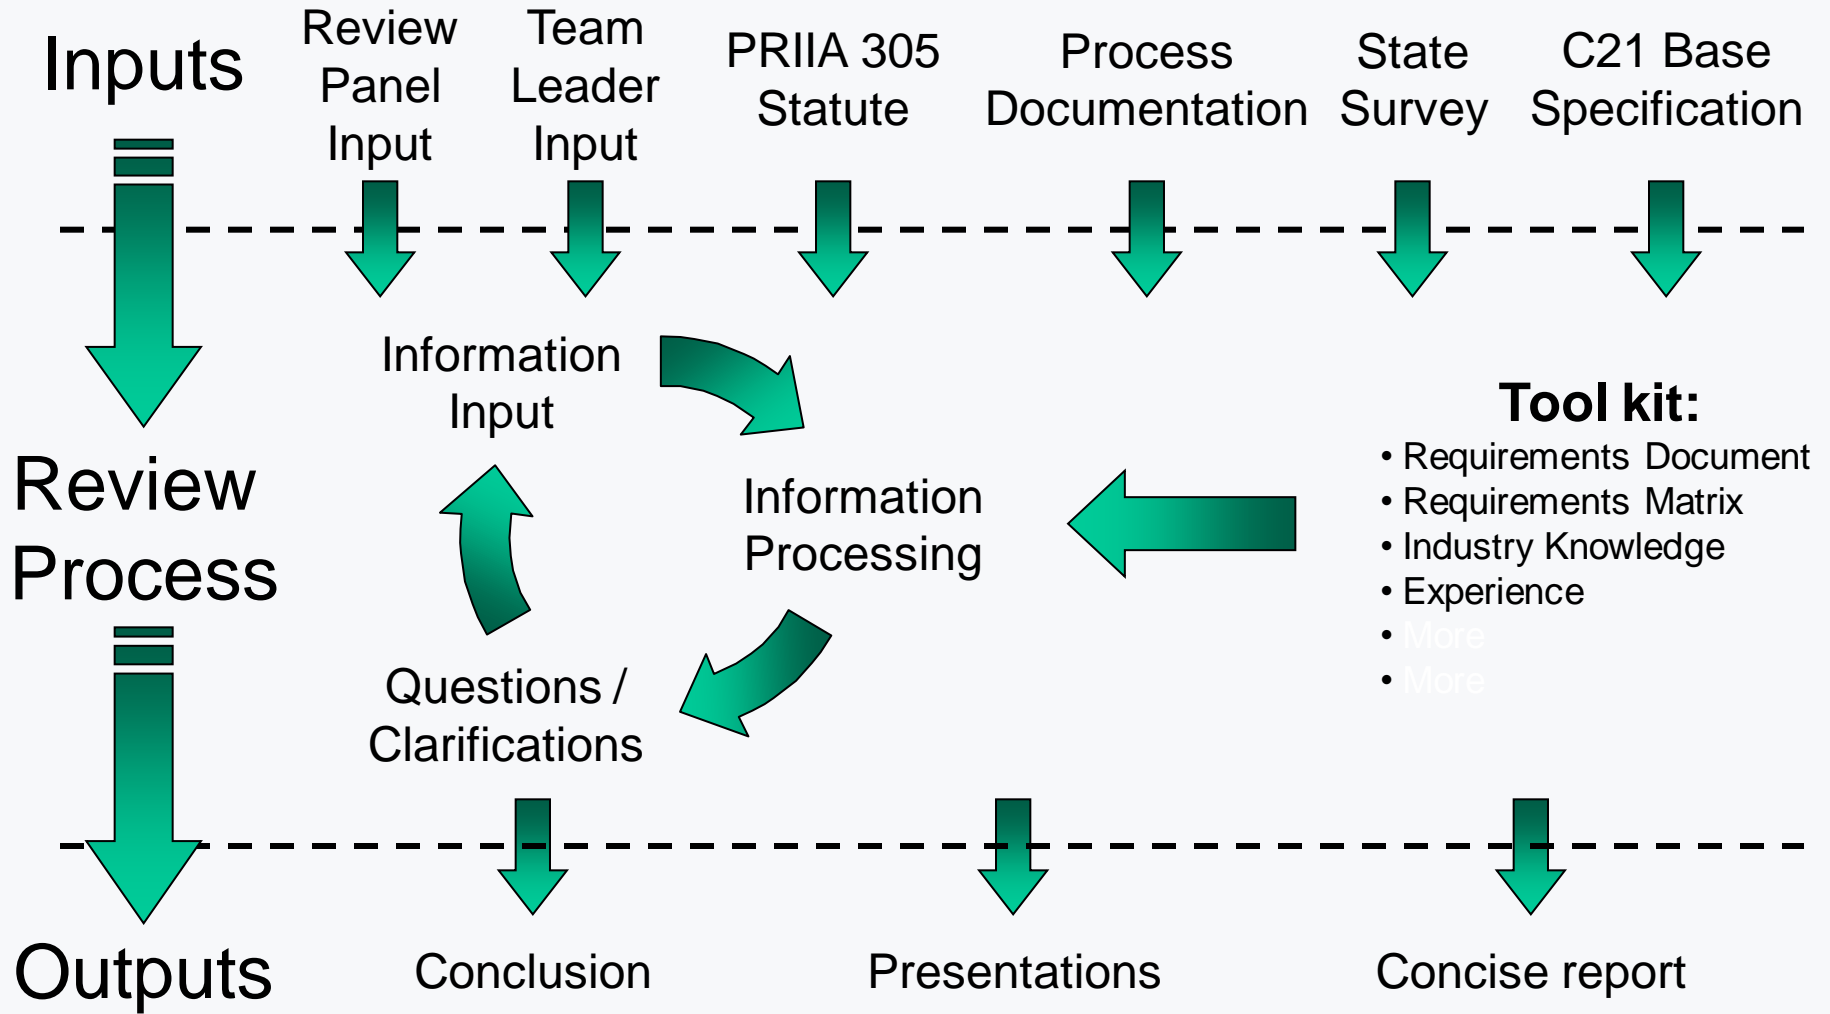 Inputs
Review
Panel
Input
Team
Leader
Input
PRIIA 305
Statute
Process
Documentation
State
Survey
C21 Base
Specification
Information
Input
Review
Process
Information
Processing
Tool kit:
• Requirements Document
• Requirements Matrix
• Industry Knowledge
• Experience
• More
• More
Questions /
Clarifications
Outputs
Conclusion
Presentations
Concise report